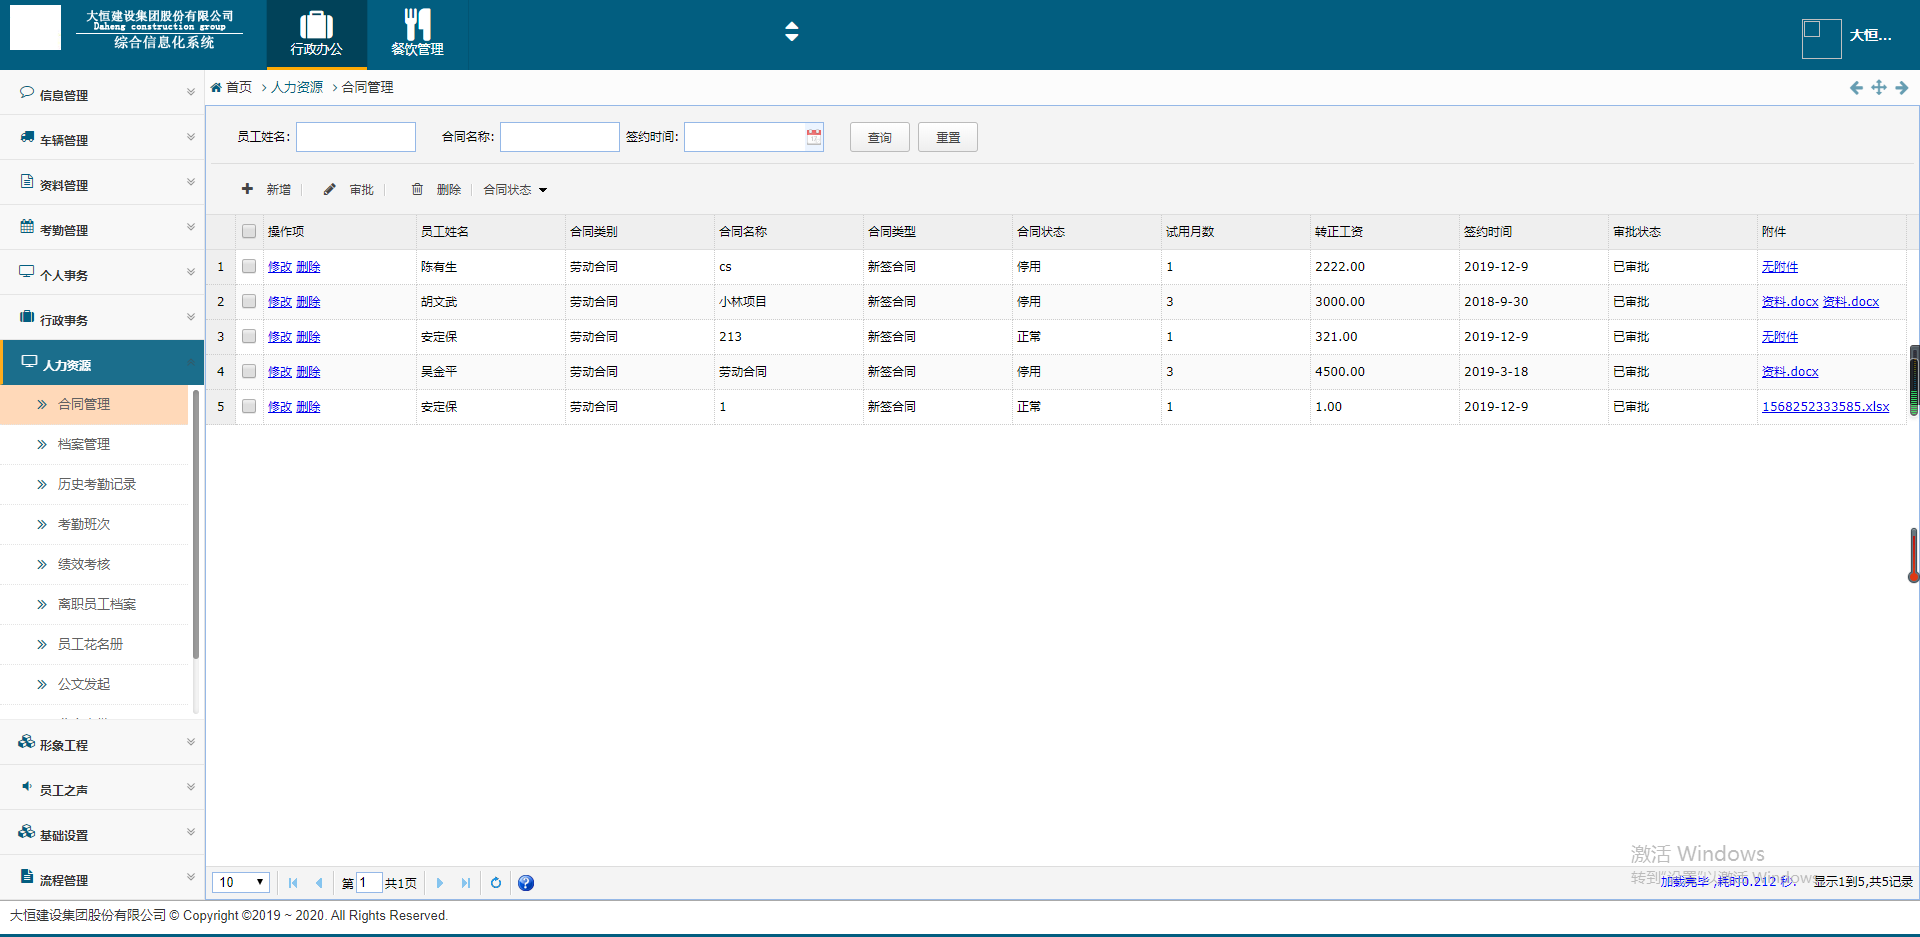 大恒建设集团股份有限公司
Daheng construction group
综合信息化系统
行政办公
餐饮管理
大恒...
信息管理
车辆管理
资料管理
考勤管理
个人事务
行政事务
人力资源
合同管理
档案管理
历史考勤记录
考勤班次
绩效考核
离职员工档案
员工花名册
公文发起
形象工程
员工之声
基础设置
流程管理
首页 人力资源 合同管理
员工姓名: 合同名称: 签约时间: 查询 重置
新增 审批 删除 合同状态
操作项 员工姓名 合同类别 合同名称 合同类型 合同状态 试用月数 转正工资 签约时间 审批状态 附件
1 修改 删除 陈有生 劳动合同 cs 新签合同 停用 1 2222.00 2019-12-9 已审批 无附件
2 修改 删除 胡文武 劳动合同 小林项目 新签合同 停用 3 3000.00 2018-9-30 已审批 资料.docx 资料.docx
3 修改 删除 安定保 劳动合同 213 新签合同 正常 1 321.00 2019-12-9 已审批 无附件
4 修改 删除 吴金平 劳动合同 劳动合同 新签合同 停用 3 4500.00 2019-3-18 已审批 资料.docx
5 修改 删除 安定保 劳动合同 1 新签合同 正常 1 1.00 2019-12-9 已审批 1568252333585.xlsx
激活 Windows
转到"设置"以激活 Windows。
10 第 1 共1页 加载完毕,耗时0.212 秒. 显示1到5,共5记录
大恒建设集团股份有限公司 © Copyright ©2019 ~ 2020. All Rights Reserved.